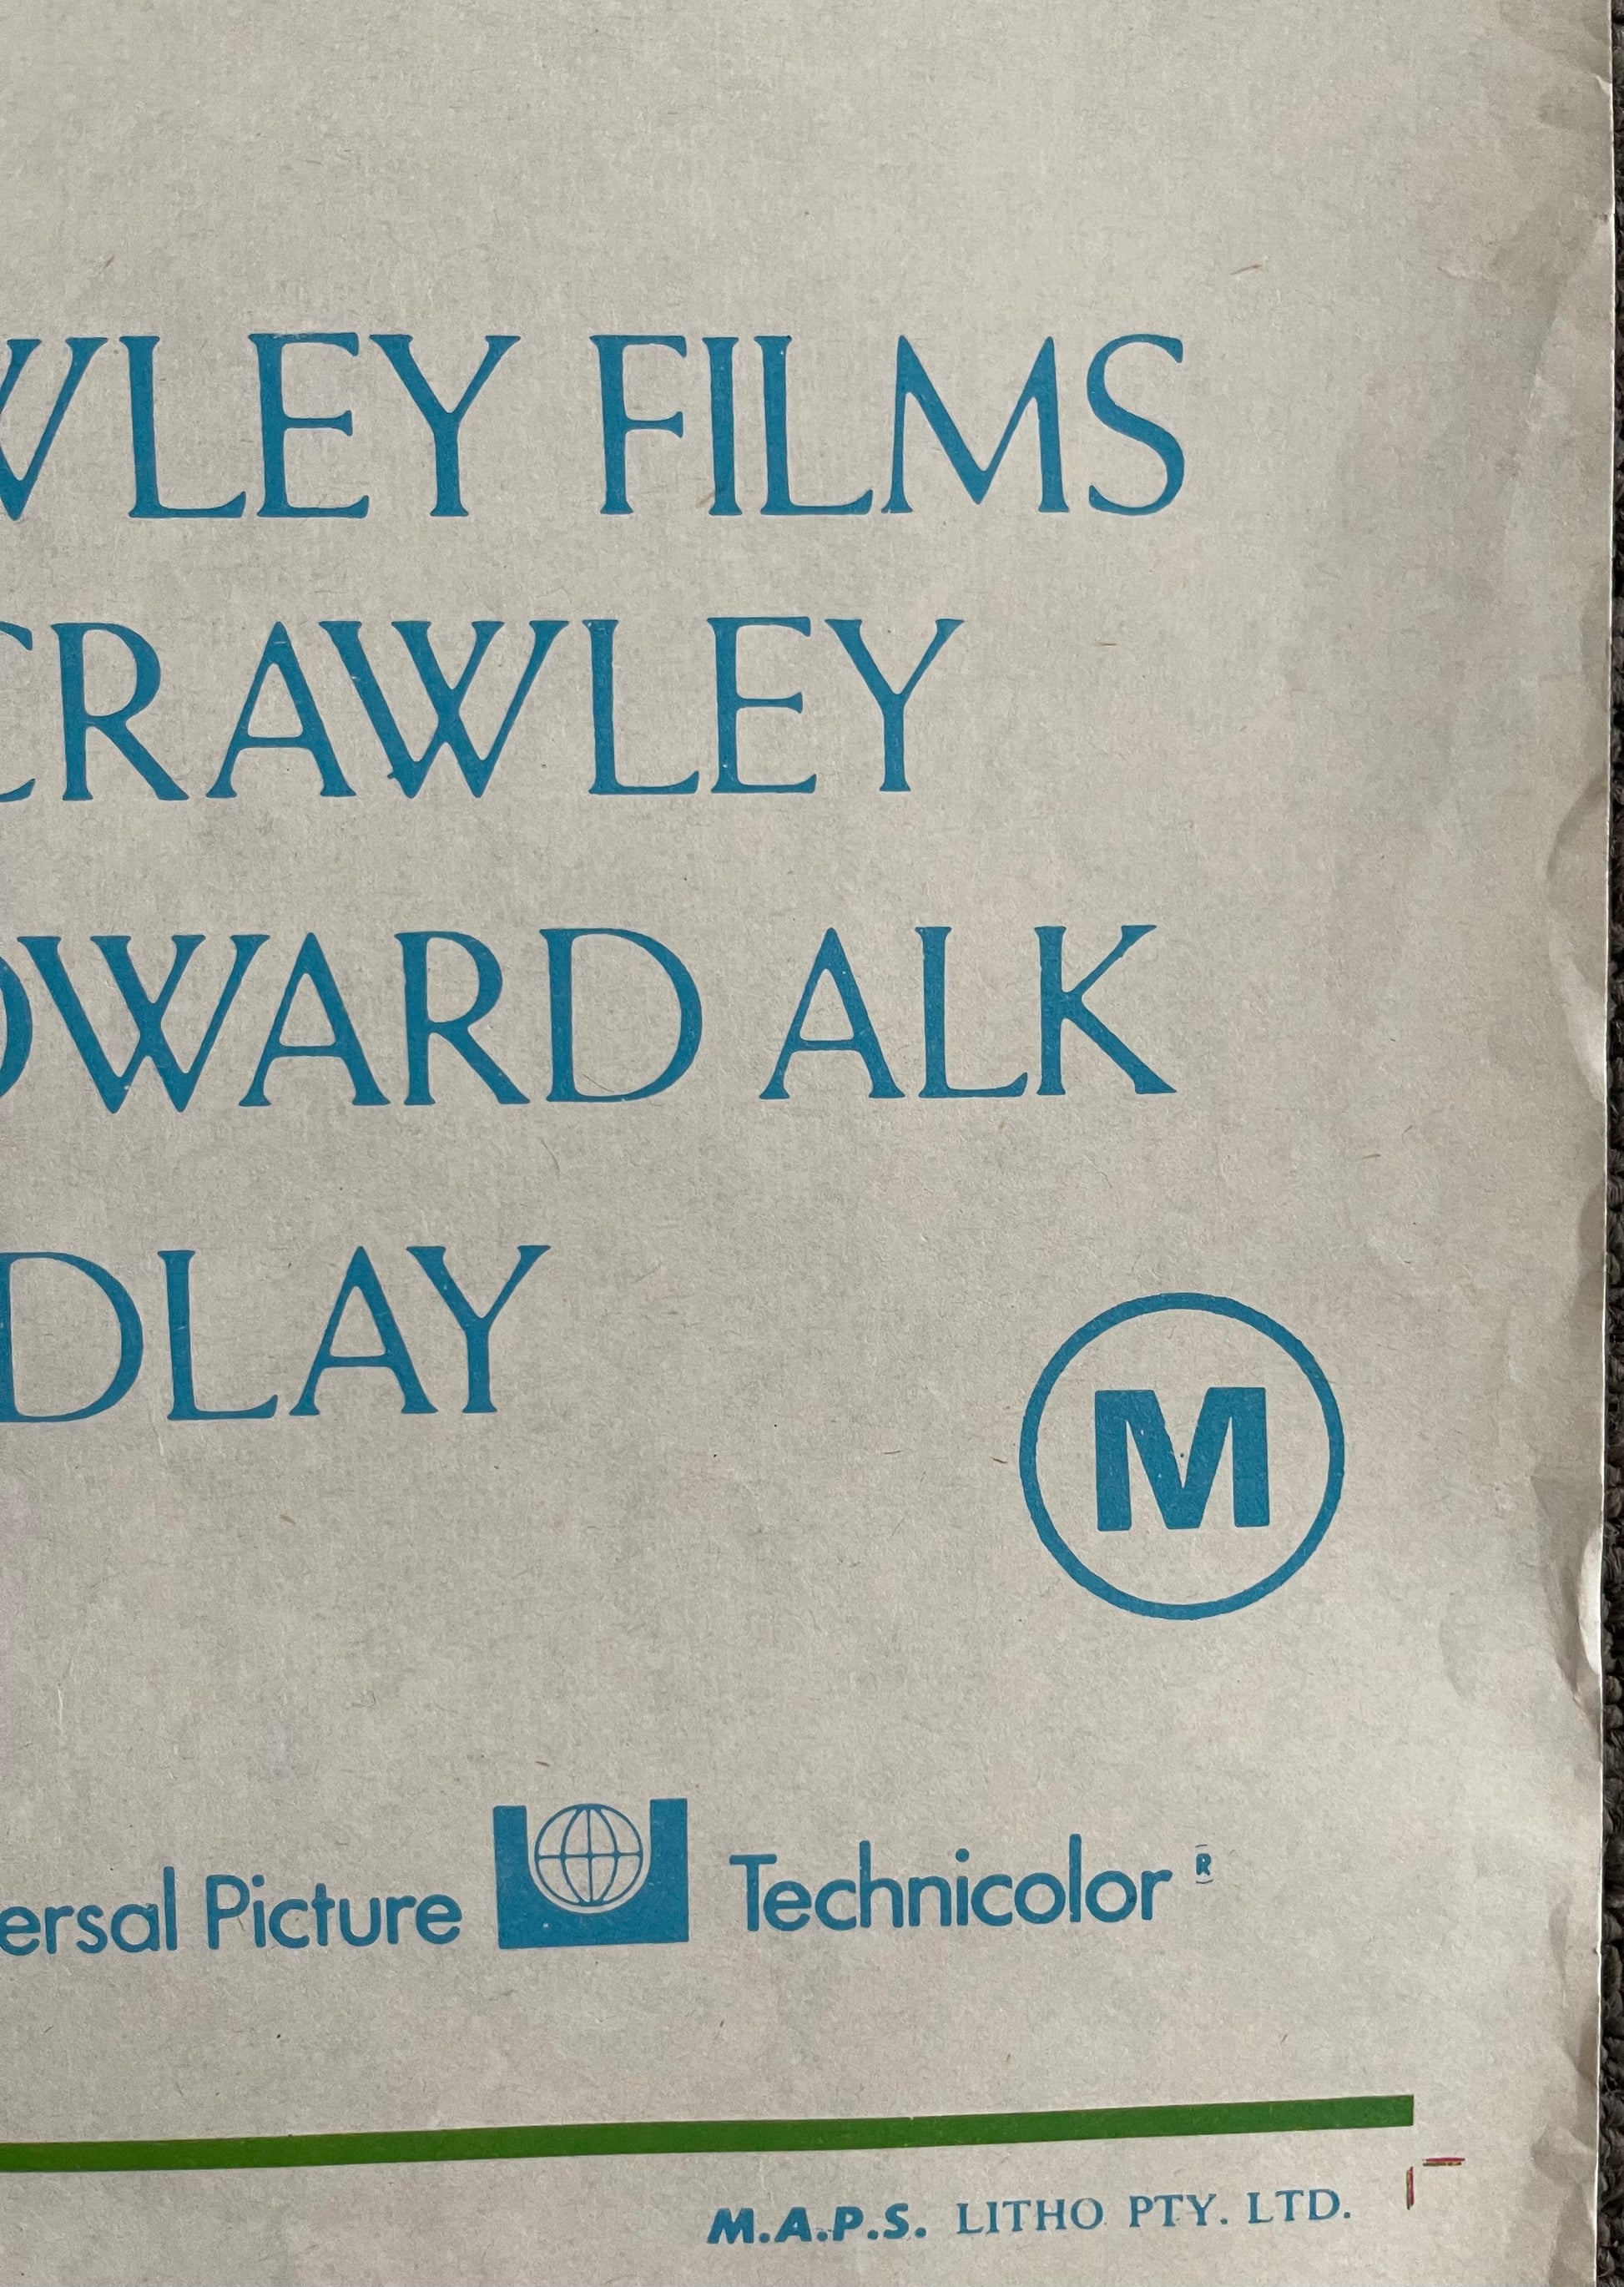 WLEY FILMS
CRAWLEY
OWARD ALK
DLAY
M
ersal Picture Technicolor ®
M.A.P.S. LITHO PTY. LTD.